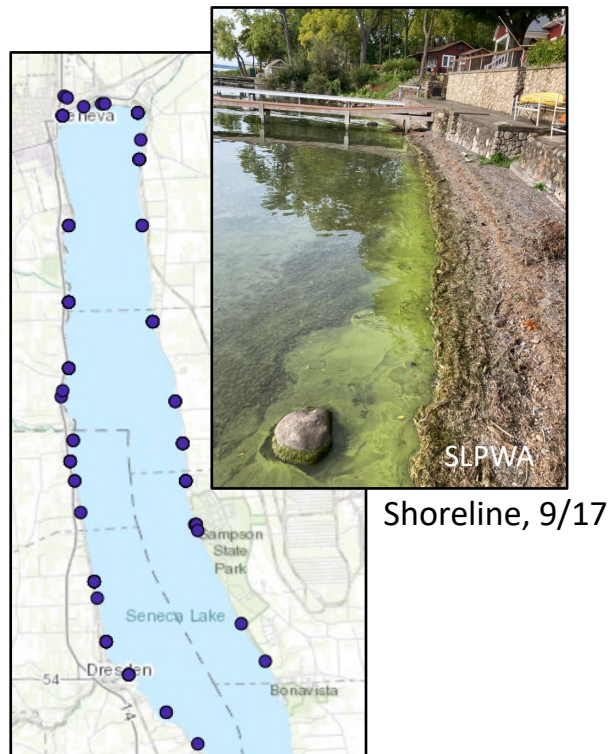 Geneva
Sampson
State
Park
Seneca Lake
Dresden
54
14
Bonavista
SLPWA
Shoreline, 9/17